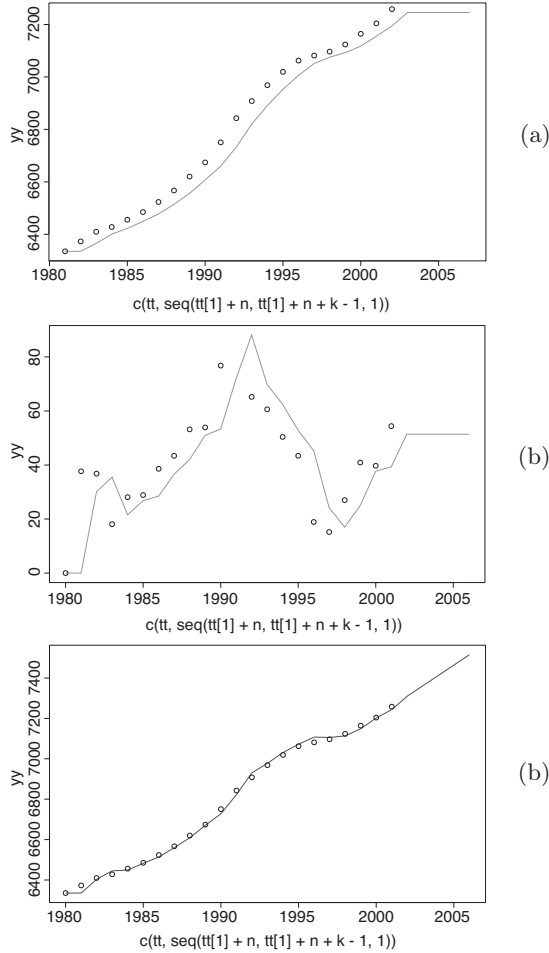 7200
7000
6800
6600
6400
yy
1980 1985 1990 1995 2000 2005
c(tt, seq(tt[1] + n, tt[1] + n + k - 1, 1))
(a)
80
60
40
20
0
yy
1980 1985 1990 1995 2000 2005
c(tt, seq(tt[1] + n, tt[1] + n + k - 1, 1))
(b)
7400
7200
7000
6800
6600
6400
yy
1980 1985 1990 1995 2000 2005
c(tt, seq(tt[1] + n, tt[1] + n + k - 1, 1))
(b)